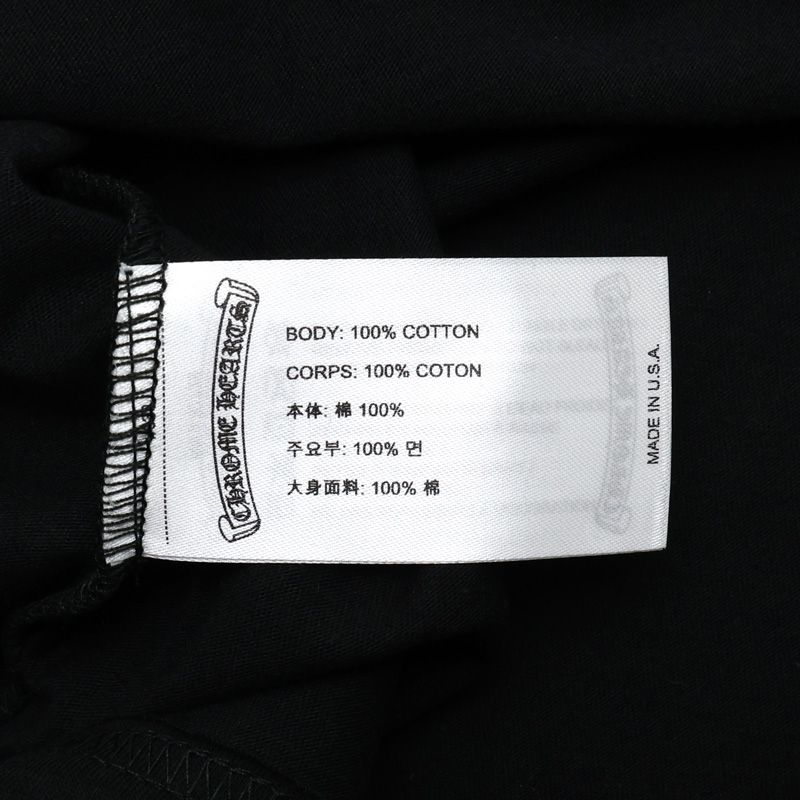 CHROME HEARTS
BODY: 100% COTTON
CORPS: 100% COTON
本体: 棉 100%
주요부: 100% 면
大身面料: 100% 棉
MADE IN U.S.A.